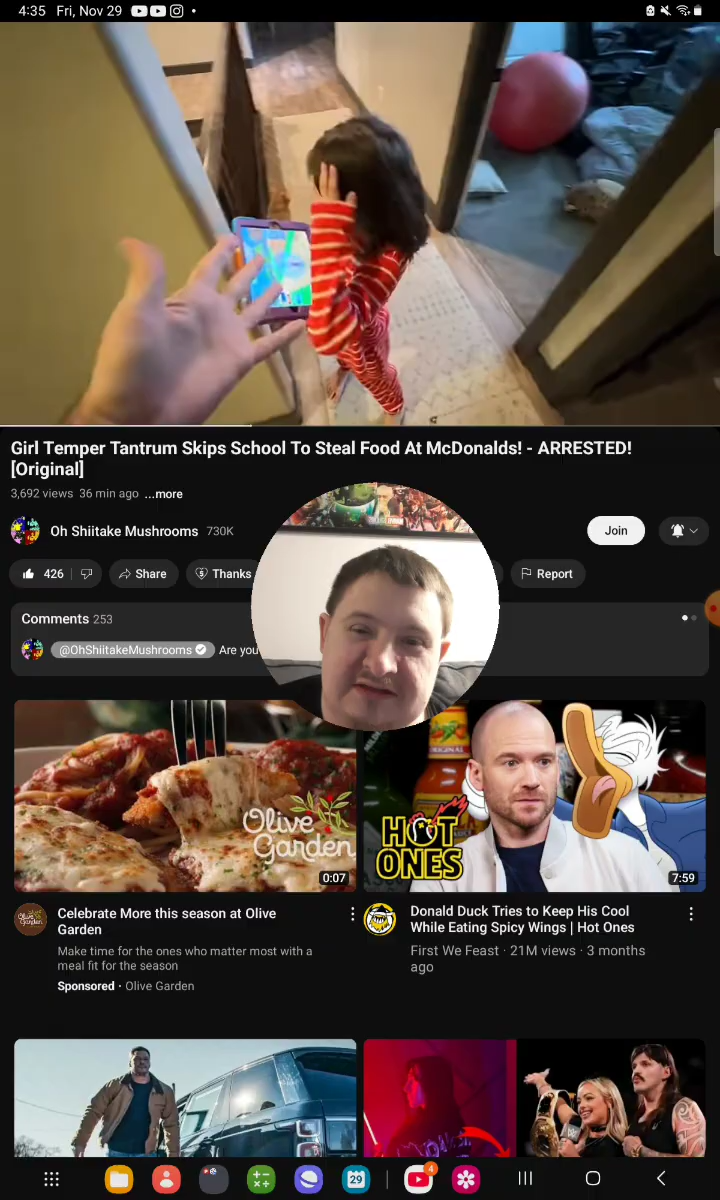 4:35 Fri, Nov 29
Girl Temper Tantrum Skips School To Steal Food At McDonalds! - ARRESTED!
[Original]
3,692 views 36 min ago ...more
Oh Shiitake Mushrooms 730K
Join
426
Share
Thanks
Report
Comments 253
@OhShiitakeMushrooms Are you
Olive
Garden
0:07
ORIGINAL
HOT
ONES
7:59
Olive
Garden
Celebrate More this season at Olive
Garden
Make time for the ones who matter most with a
meal fit for the season
Sponsored · Olive Garden
Donald Duck Tries to Keep His Cool
While Eating Spicy Wings | Hot Ones
First We Feast · 21M views · 3 months
ago
29
4